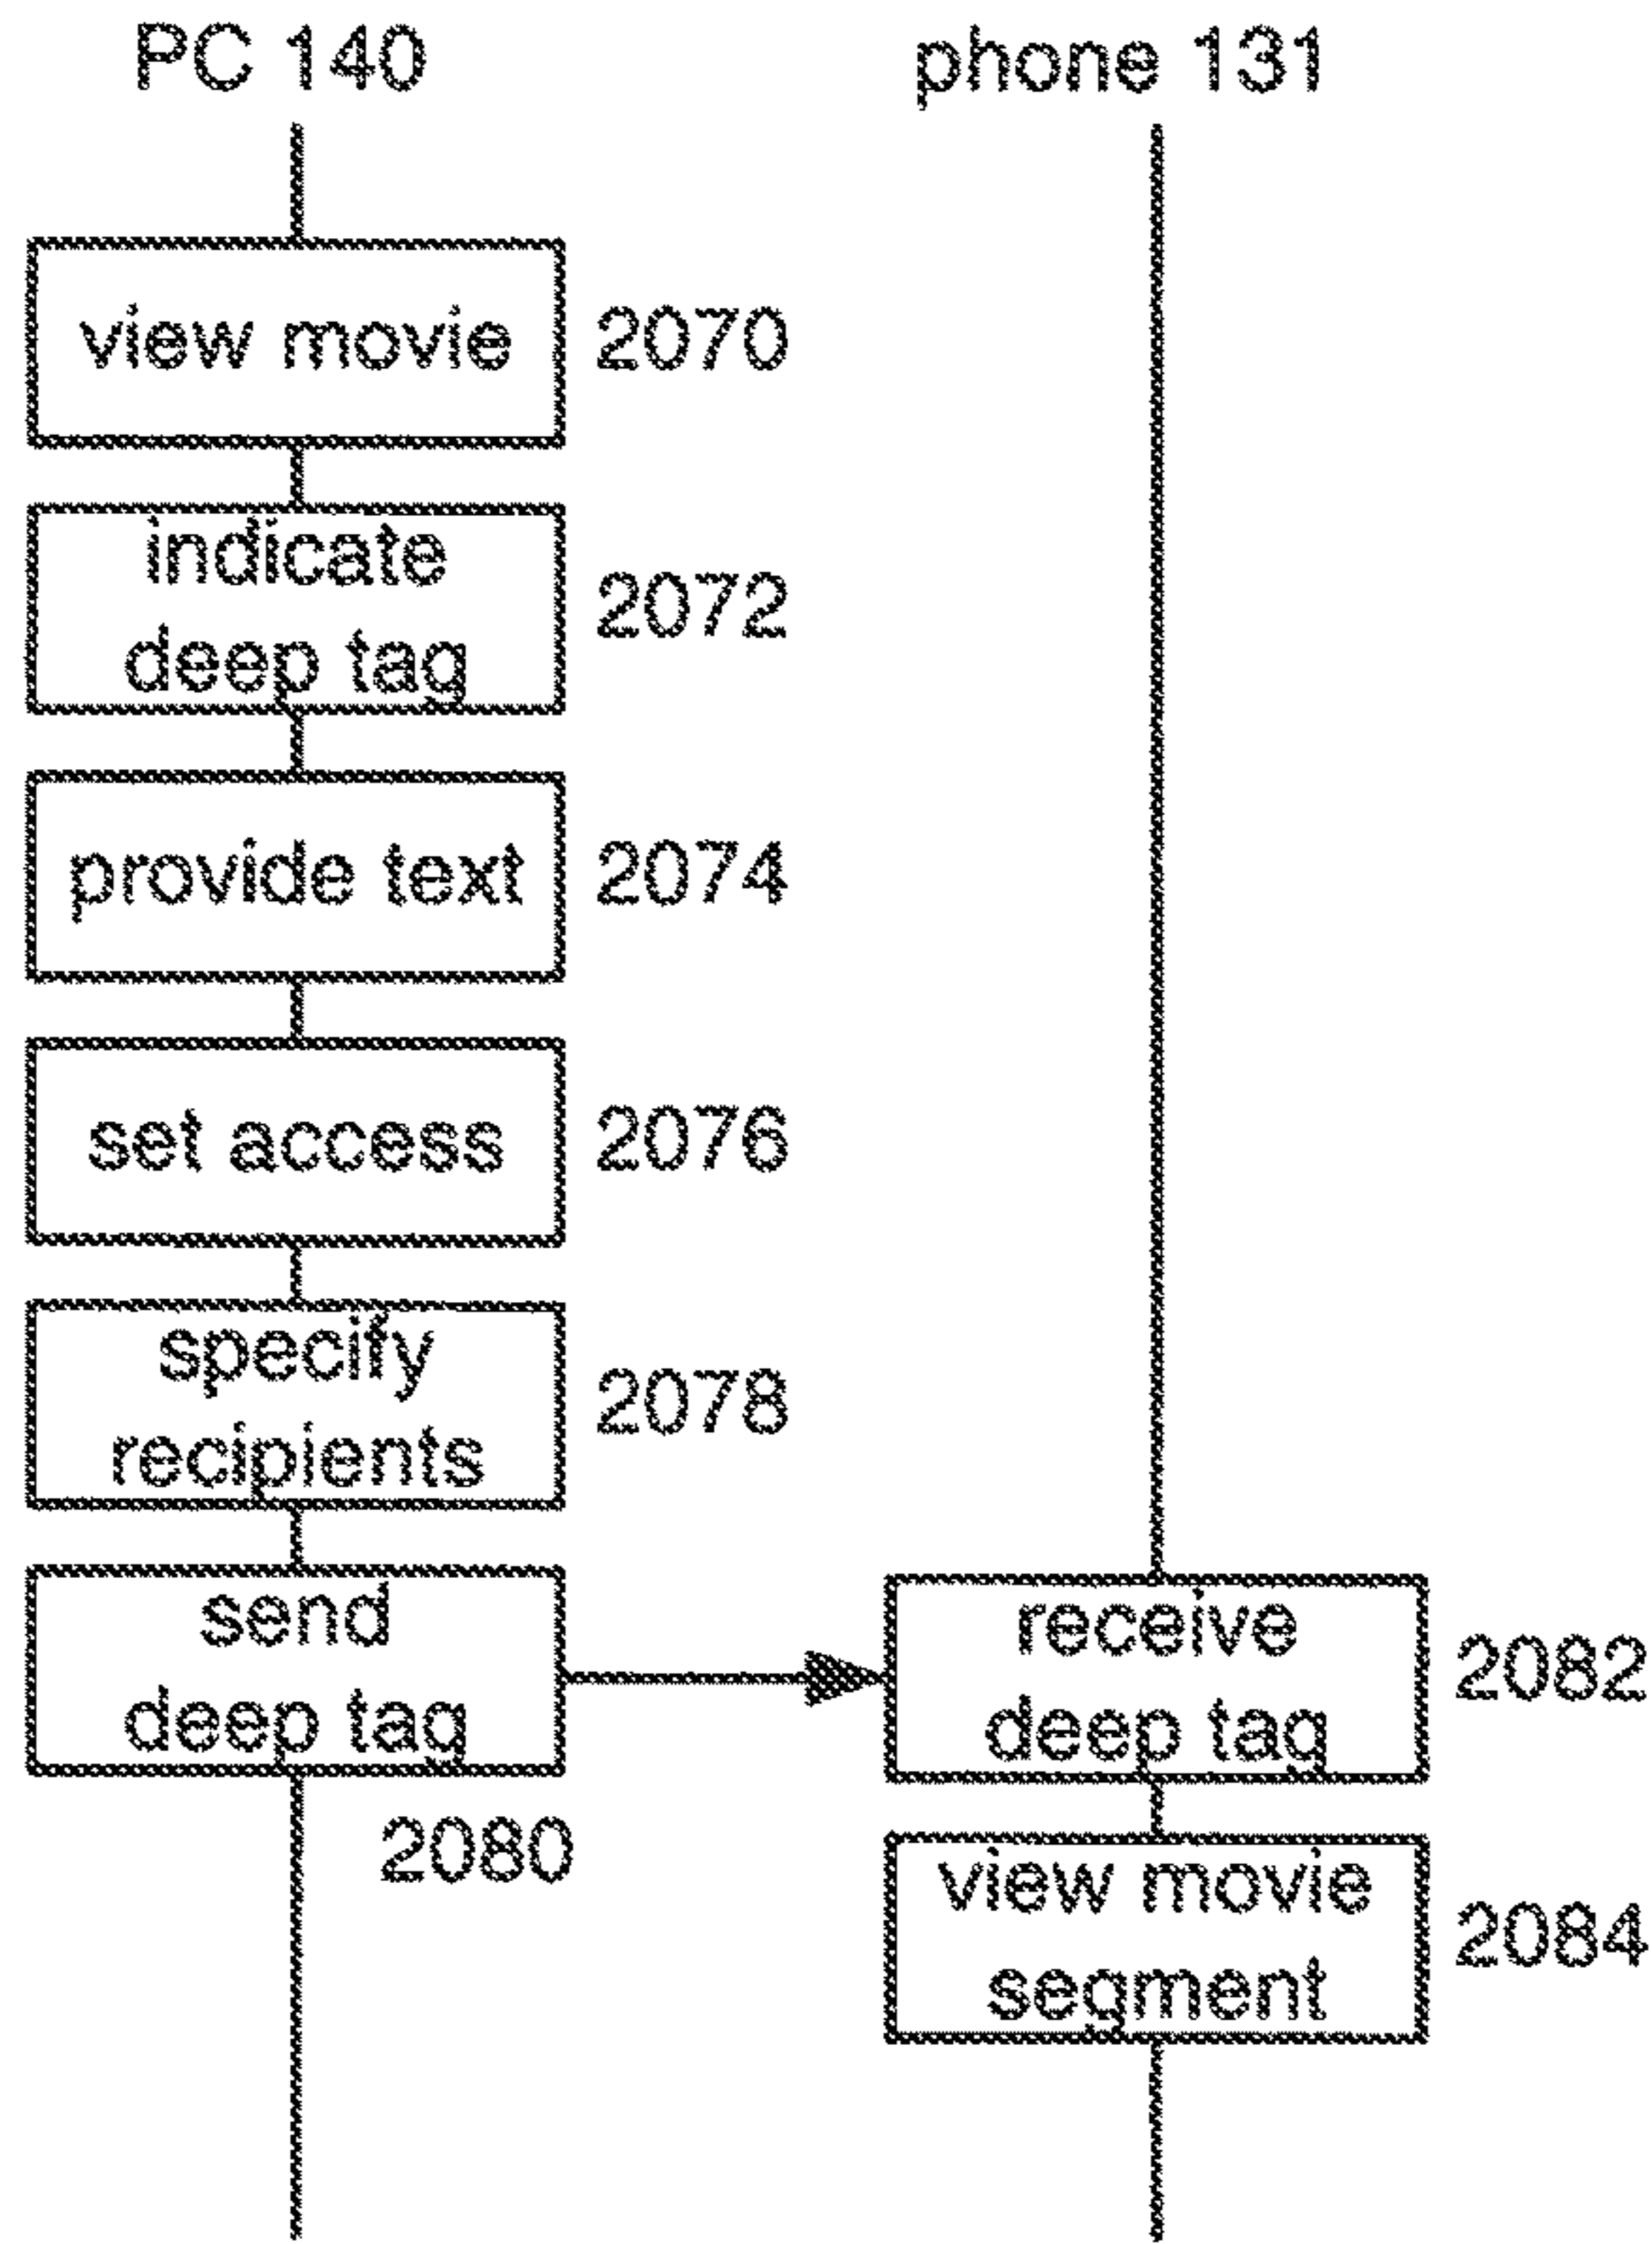 PC 140
phone 131
view movie
2070
indicate
deep tag
2072
provide text
2074
set access
2076
specify
recipients
2078
send
deep tag
2080
receive
deep tag
2082
view movie
segment
2084